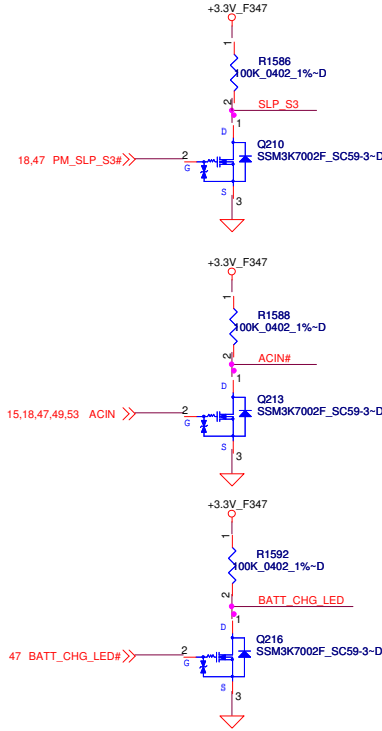 +3.3V_F347
1
R1586
100K_0402_1%~D
2
SLP_S3
1
D
Q210
SSM3K7002F_SC59-3~D
18,47 PM_SLP_S3#
2
G
S
3
+3.3V_F347
1
R1588
100K_0402_1%~D
2
ACIN#
1
D
Q213
SSM3K7002F_SC59-3~D
15,18,47,49,53 ACIN
2
G
S
3
+3.3V_F347
1
R1592
100K_0402_1%~D
2
BATT_CHG_LED
1
D
Q216
SSM3K7002F_SC59-3~D
47 BATT_CHG_LED#
2
G
S
3